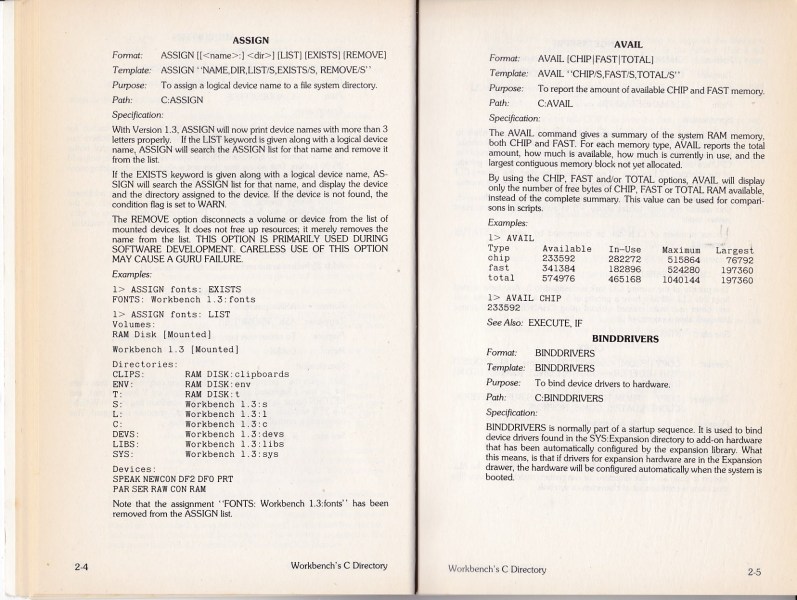 ASSIGN
Format: ASSIGN [[<name>:] <dir>] [LIST] [EXISTS] [REMOVE]
Template: ASSIGN "NAME,DIR,LIST/S,EXISTS/S, REMOVE/S"
Purpose: To assign a logical device name to a file system directory.
Path: C:ASSIGN
Specification:
With Version 1.3, ASSIGN will now print device names with more than 3
letters properly. If the LIST keyword is given along with a logical device
name, ASSIGN will search the ASSIGN list for that name and remove it
from the list.
If the EXISTS keyword is given along with a logical device name, AS-
SIGN will search the ASSIGN list for that name, and display the device
and the directory assigned to the device. If the device is not found, the
condition flag is set to WARN.
The REMOVE option disconnects a volume or device from the list of
mounted devices. It does not free up resources; it merely removes the
name from the list. THIS OPTION IS PRIMARILY USED DURING
SOFTWARE DEVELOPMENT. CARELESS USE OF THIS OPTION
MAY CAUSE A GURU FAILURE.
Examples:
1> ASSIGN fonts: EXISTS
FONTS: Workbench 1.3:fonts
1> ASSIGN fonts: LIST
Volumes:
RAM Disk [Mounted]
Workbench 1.3 [Mounted]
Directories:
CLIPS: RAM DISK:clipboards
ENV: RAM DISK:env
T: RAM DISK:t
S: Workbench 1.3:s
L: Workbench 1.3:l
C: Workbench 1.3:c
DEVS: Workbench 1.3:devs
LIBS: Workbench 1.3:libs
SYS: Workbench 1.3:sys
Devices:
SPEAK NEWCON DF2 DF0 PRT
PAR SER RAW CON RAM
Note that the assignment "FONTS: Workbench 1.3:fonts" has been
removed from the ASSIGN list.
2-4 Workbench's C Directory
AVAIL
Format: AVAIL [CHIP|FAST|TOTAL]
Template: AVAIL "CHIP/S,FAST/S,TOTAL/S"
Purpose: To report the amount of available CHIP and FAST memory.
Path: C:AVAIL
Specification:
The AVAIL command gives a summary of the system RAM memory,
both CHIP and FAST. For each memory type, AVAIL reports the total
amount, how much is available, how much is currently in use, and the
largest contiguous memory block not yet allocated.
By using the CHIP, FAST and/or TOTAL options, AVAIL will display
only the number of free bytes of CHIP, FAST or TOTAL RAM available,
instead of the complete summary. This value can be used for compari-
sons in scripts.
Examples:
1> AVAIL
Type Available In-Use Maximum Largest
chip 233592 282272 515864 76792
fast 341384 182896 524280 197360
total 574976 465168 1040144 197360
1> AVAIL CHIP
233592
See Also: EXECUTE, IF
BINDDRIVERS
Format: BINDDRIVERS
Template: BINDDRIVERS
Purpose: To bind device drivers to hardware.
Path: C:BINDDRIVERS
Specification:
BINDDRIVERS is normally part of a startup sequence. It is used to bind
device drivers found in the SYS:Expansion directory to add-on hardware
that has been automatically configured by the expansion library. What
this means, is that if drivers for expansion hardware are in the Expansion
drawer, the hardware will be configured automatically when the system is
booted.
Workbench's C Directory 2-5